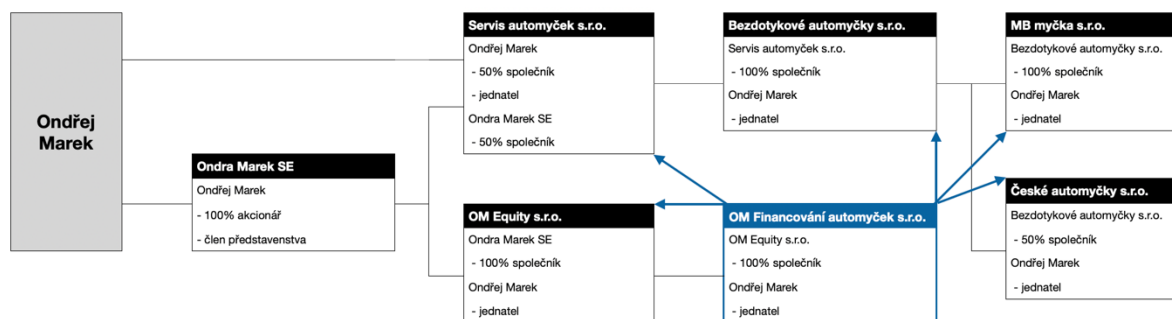 Ondřej
Marek
Ondra Marek SE
Ondřej Marek
- 100% akcionář
- člen představenstva
Servis automyček s.r.o.
Ondřej Marek
- 50% společník
- jednatel
Ondra Marek SE
- 50% společník
OM Equity s.r.o.
Ondra Marek SE
- 100% společník
Ondřej Marek
- jednatel
Bezdotykové automyčky s.r.o.
Servis automyček s.r.o.
- 100% společník
Ondřej Marek
- jednatel
OM Financování automyček s.r.o.
OM Equity s.r.o.
- 100% společník
Ondřej Marek
- jednatel
MB myčka s.r.o.
Bezdotykové automyčky s.r.o.
- 100% společník
Ondřej Marek
- jednatel
České automyčky s.r.o.
Bezdotykové automyčky s.r.o.
- 50% společník
Ondřej Marek
- jednatel